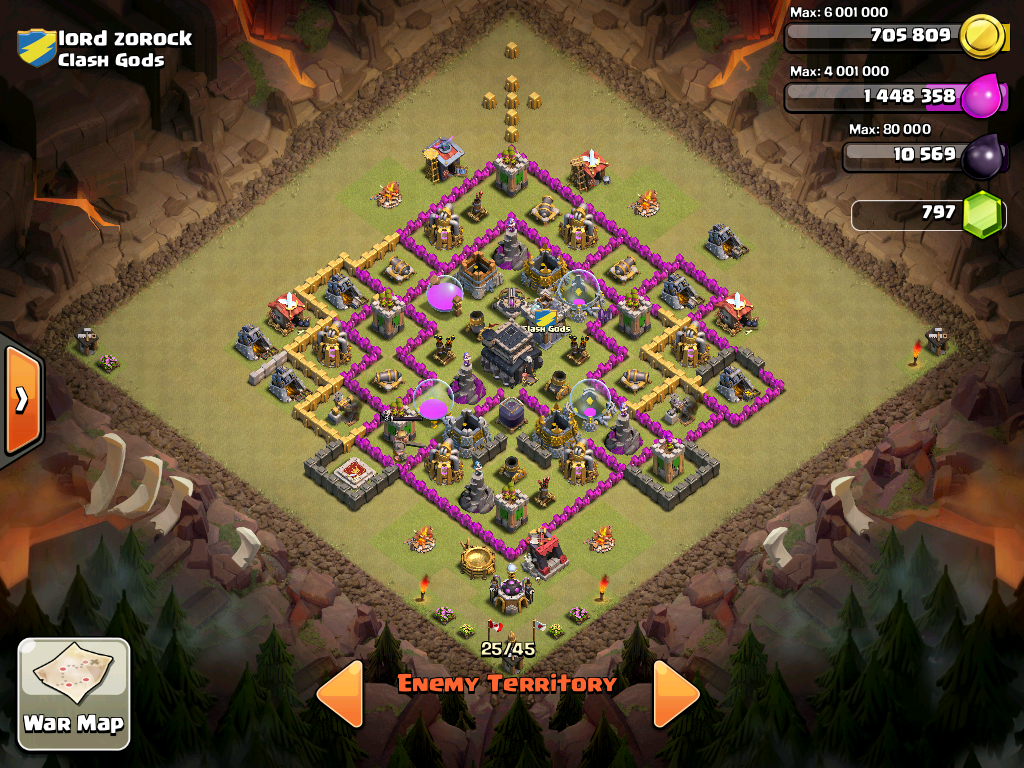 lord zorock
Clash Gods
Max: 6 001 000
705 809
Max: 4 001 000
1 448 358
Max: 80 000
10 569
797
Clash Gods
25/45
Enemy Territory
War Map